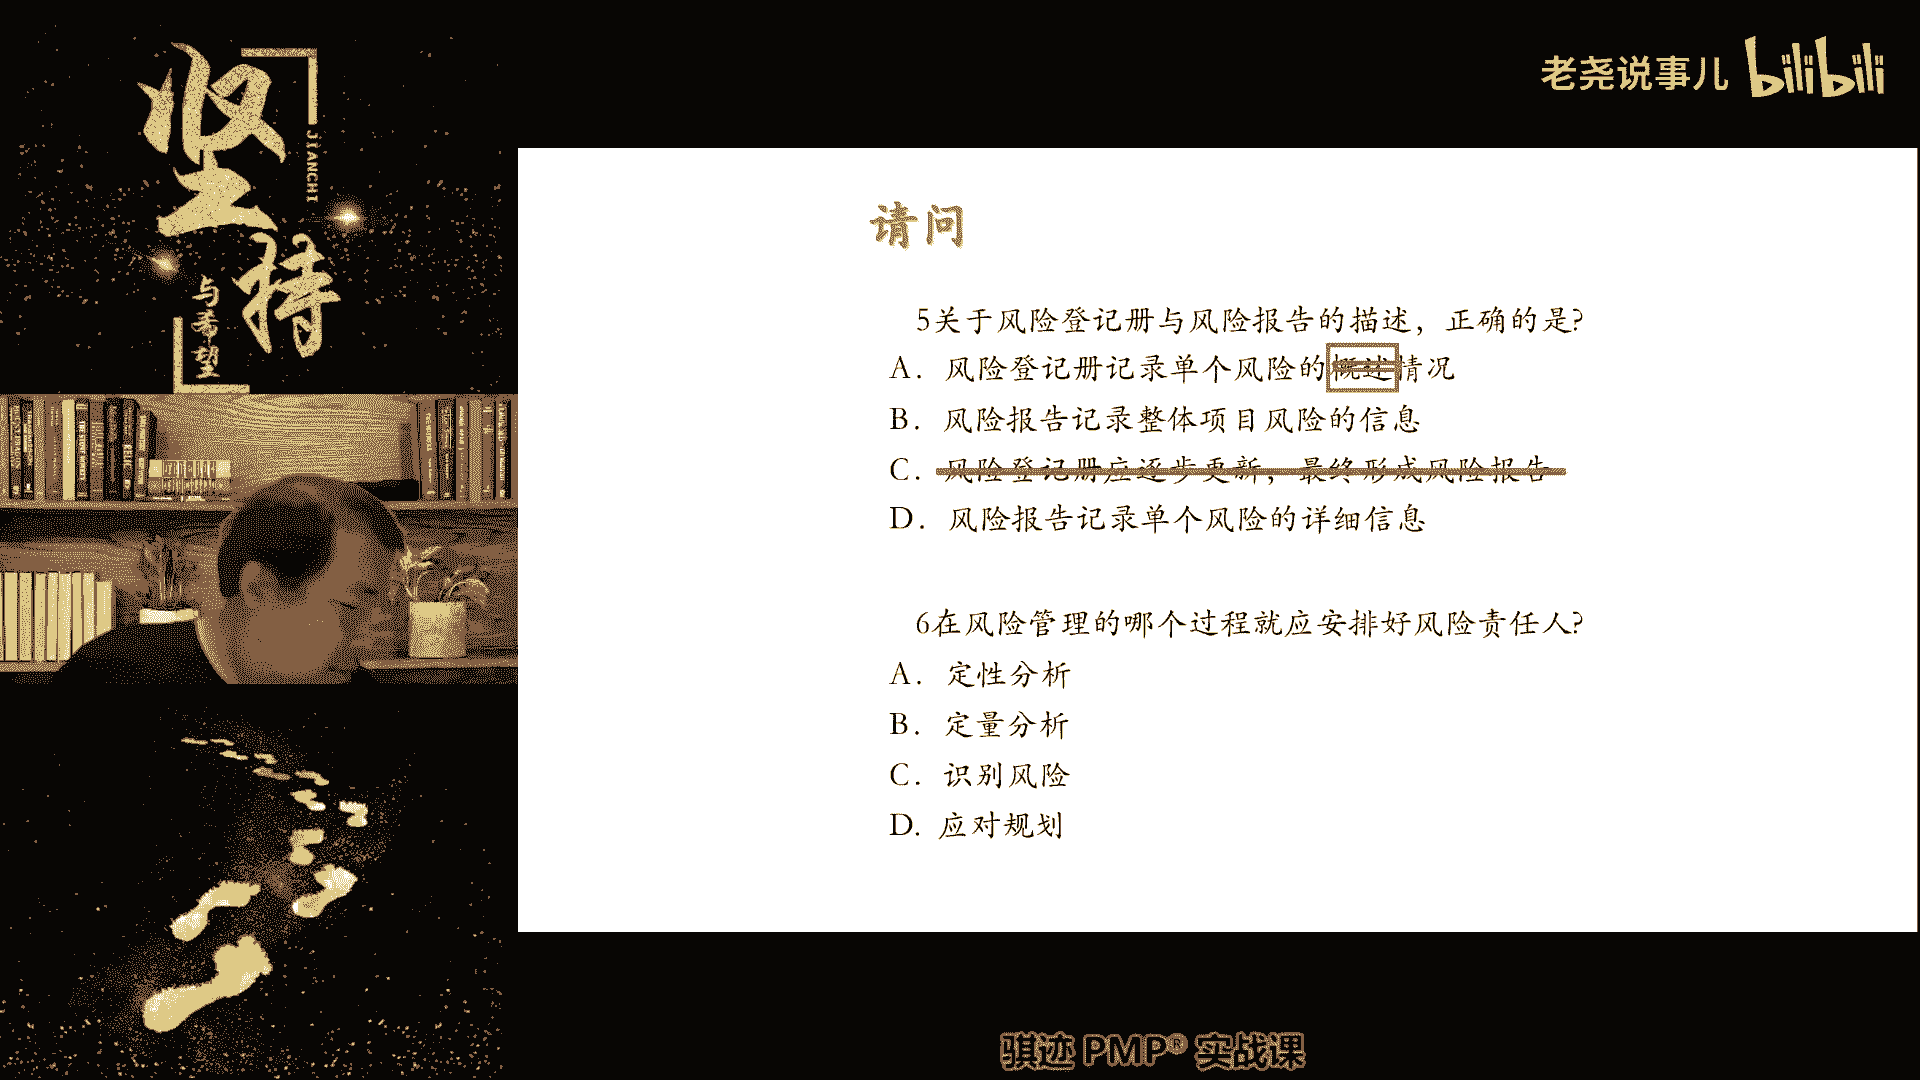 坚持
JIANCHI
与希望
老尧说事儿 bilibili
请问
5关于风险登记册与风险报告的描述，正确的是?
A. 风险登记册记录单个风险的概述情况
B. 风险报告记录整体项目风险的信息
C. 风险登记册应逐步更新，最终形成风险报告
D. 风险报告记录单个风险的详细信息
6在风险管理的哪个过程就应安排好风险责任人?
A. 定性分析
B. 定量分析
C. 识别风险
D. 应对规划
骐迹 PMP® 实战课